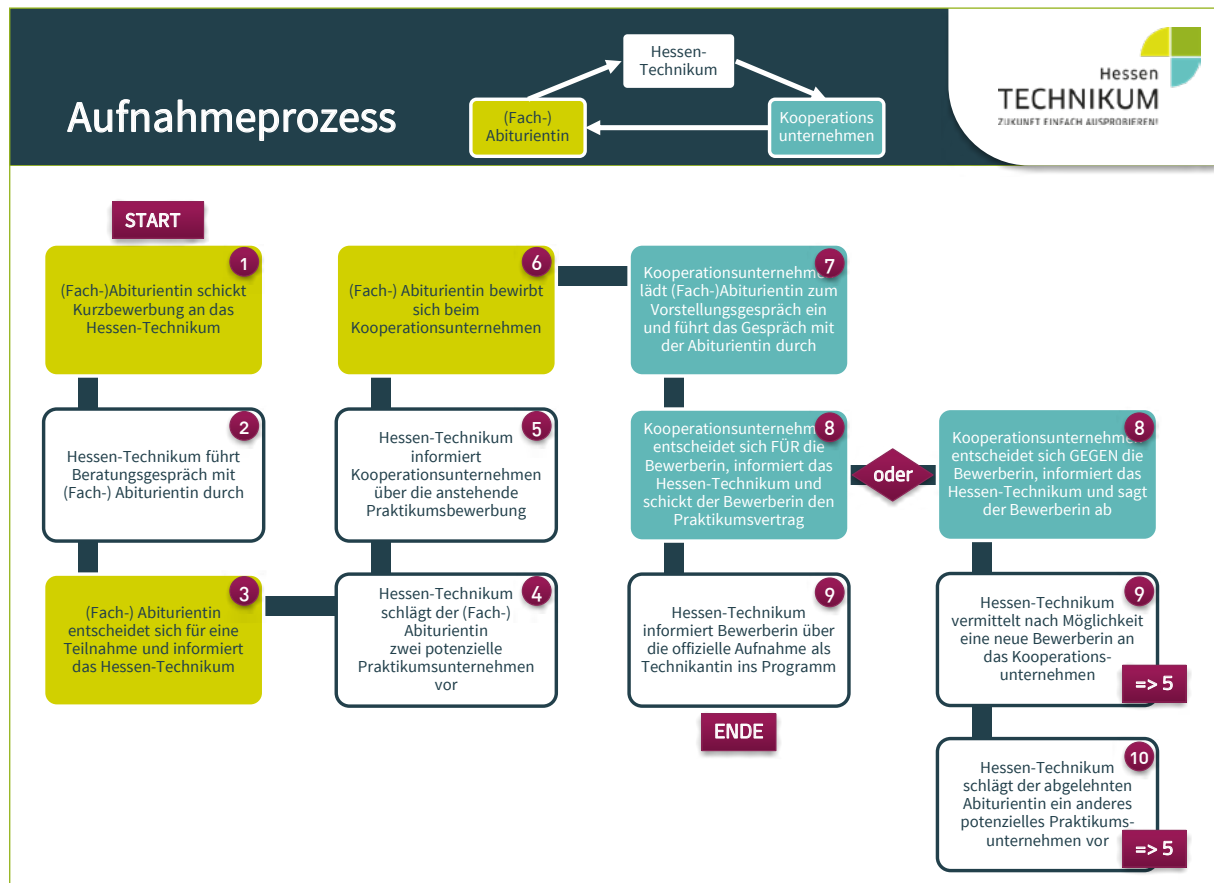 Aufnahmeprozess
Hessen-
Technikum
(Fach-)
Abiturientin
Kooperations
unternehmen
Hessen
TECHNIKUM
ZUKUNFT EINFACH AUSPROBIEREN!
START
1
(Fach-)Abiturientin schickt
Kurzbewerbung an das
Hessen-Technikum
2
Hessen-Technikum führt
Beratungsgespräch mit
(Fach-) Abiturientin durch
3
(Fach-) Abiturientin
entscheidet sich für eine
Teilnahme und informiert
das Hessen-Technikum
4
Hessen-Technikum
schlägt der (Fach-)
Abiturientin
zwei potenzielle
Praktikumsunternehmen
vor
5
Hessen-Technikum
informiert
Kooperationsunternehmen
über die anstehende
Praktikumsbewerbung
6
(Fach-) Abiturientin bewirbt
sich beim
Kooperationsunternehmen
7
Kooperationsunternehm
lädt (Fach-)Abiturientin zum
Vorstellungsgespräch ein
und führt das Gespräch mit
der Abiturientin durch
8
Kooperationsunternehm
entscheidet sich FÜR die
Bewerberin, informiert das
Hessen-Technikum und
schickt der Bewerberin den
Praktikumsvertrag
9
Hessen-Technikum
informiert Bewerberin über
die offizielle Aufnahme als
Technikantin ins Programm
ENDE
oder
8
Kooperationsunternehm
entscheidet sich GEGEN die
Bewerberin, informiert das
Hessen-Technikum und sagt
der Bewerberin ab
9
Hessen-Technikum
vermittelt nach Möglichkeit
eine neue Bewerberin an
das Kooperations-
unternehmen
=> 5
10
Hessen-Technikum
schlägt der abgelehnten
Abiturientin ein anderes
potenzielles Praktikums-
unternehmen vor
=> 5